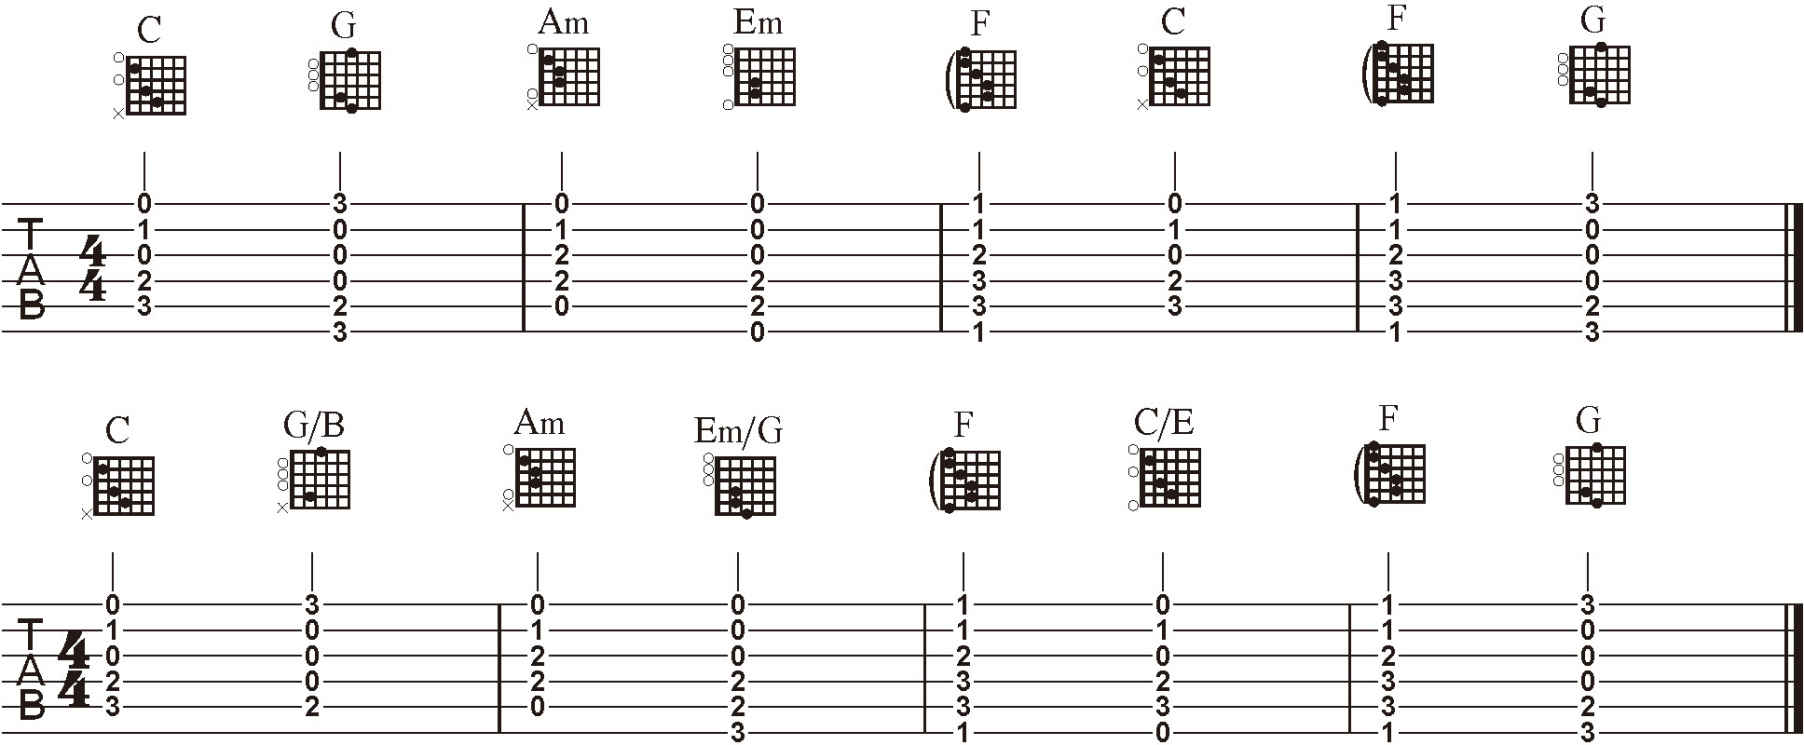 C G Am Em F C F G
0 3 0 0 1 0 1 3
T 1 0 1 0 1 1 1 0
4 0 0 2 0 2 0 2 0
A 4 2 0 2 2 3 2 3 0
B 3 2 0 2 3 3 3 2
3 0 1 1 3
C G/B Am Em/G F C/E F G
0 3 0 0 1 0 1 3
T 1 0 1 0 1 1 1 0
4 0 0 2 0 2 0 2 0
A 4 2 0 2 2 3 2 3 0
B 3 2 0 2 3 3 3 2
3 1 0 1 3